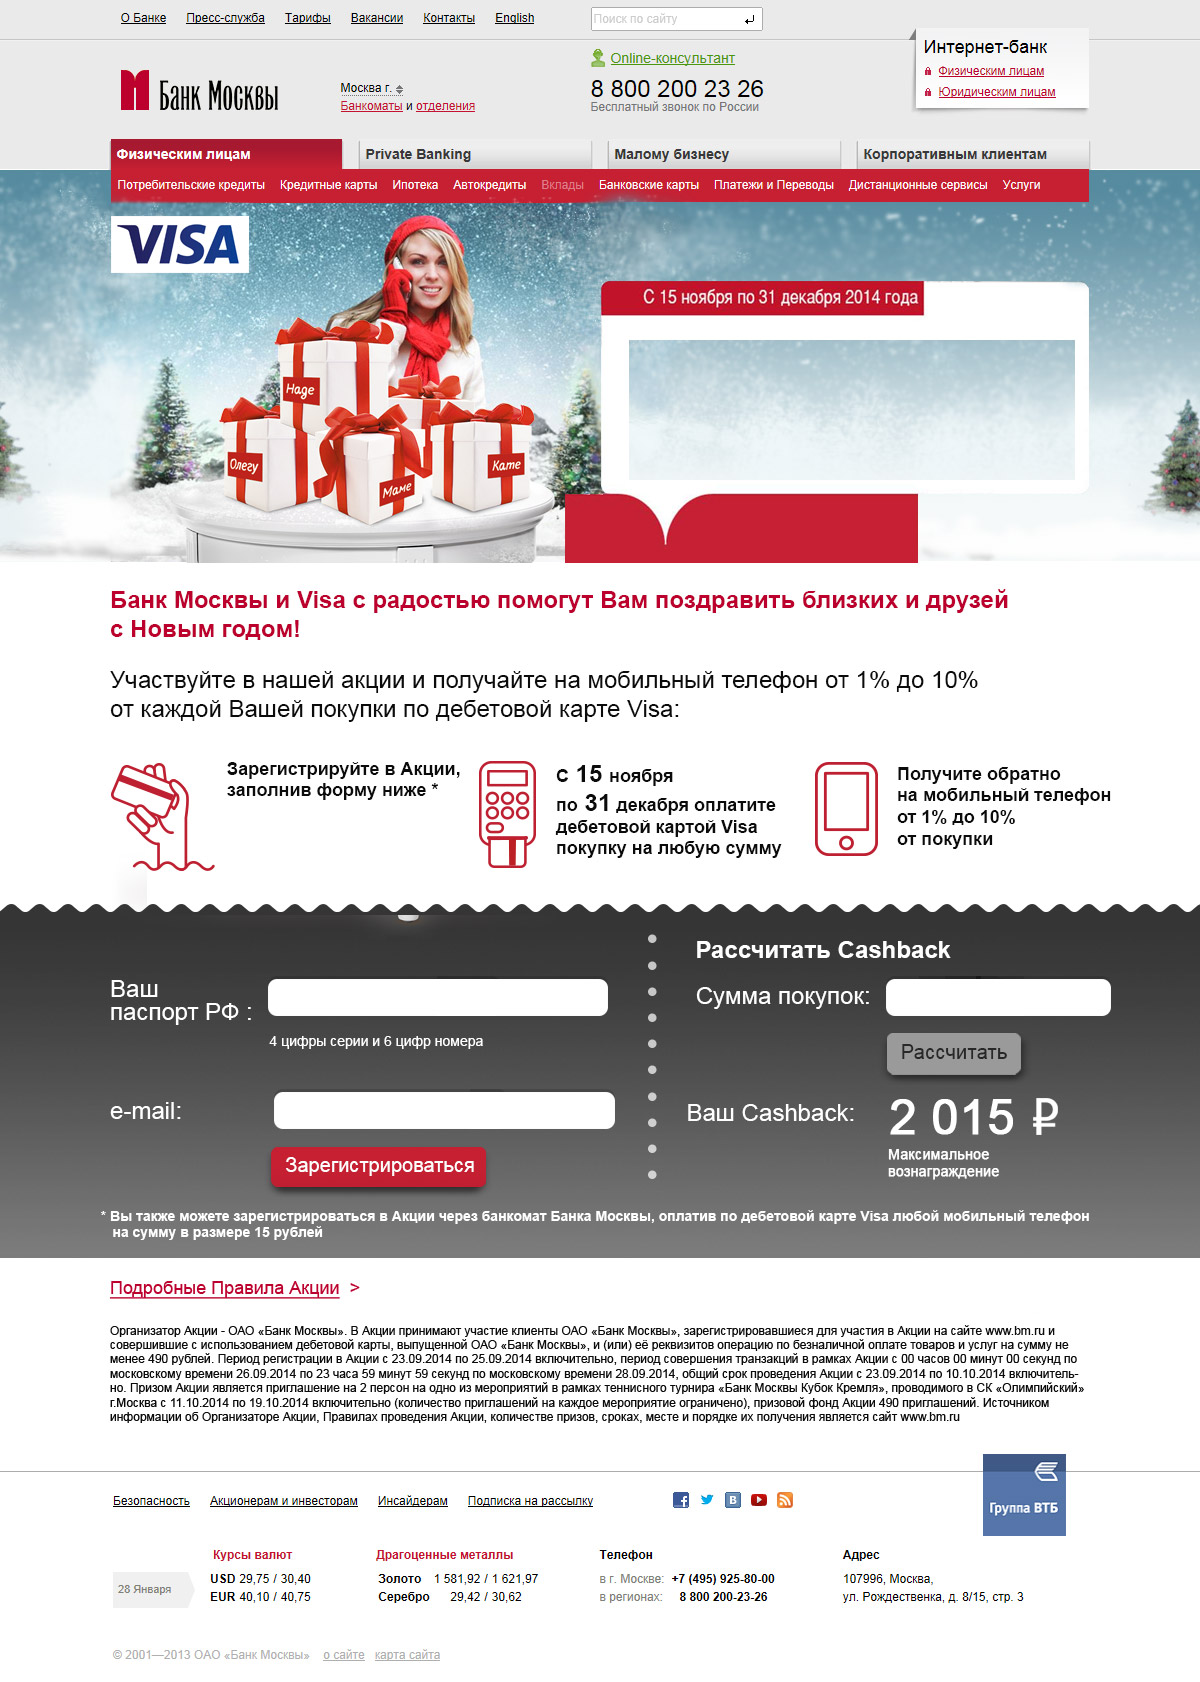 О Банке Пресс-служба Тарифы Вакансии Контакты English
Поиск по сайту
Интернет-банк
Физическим лицам
Юридическим лицам
Online-консультант
8 800 200 23 26
Бесплатный звонок по России
Банк Москвы
Москва г.
Банкоматы и отделения
Физическим лицам Private Banking Малому бизнесу Корпоративным клиентам
Потребительские кредиты Кредитные карты Ипотека Автокредиты Вклады Банковские карты Платежи и Переводы Дистанционные сервисы Услуги
VISA
С 15 ноября по 31 декабря 2014 года
Наде
Олегу
Маме
Кате
Банк Москвы и Visa с радостью помогут Вам поздравить близких и друзей
с Новым годом!
Участвуйте в нашей акции и получайте на мобильный телефон от 1% до 10%
от каждой Вашей покупки по дебетовой карте Visa:
Зарегистрируйте в Акции,
заполнив форму ниже *
С 15 ноября
по 31 декабря оплатите
дебетовой картой Visa
покупку на любую сумму
Получите обратно
на мобильный телефон
от 1% до 10%
от покупки
Ваш
паспорт РФ :
4 цифры серии и 6 цифр номера
e-mail:
Зарегистрироваться
Рассчитать Cashback
Сумма покупок:
Рассчитать
Ваш Cashback: 2 015 ₽
Максимальное
вознаграждение
* Вы также можете зарегистрироваться в Акции через банкомат Банка Москвы, оплатив по дебетовой карте Visa любой мобильный телефон
на сумму в размере 15 рублей
Подробные Правила Акции >
Организатор Акции - ОАО «Банк Москвы». В Акции принимают участие клиенты ОАО «Банк Москвы», зарегистрировавшиеся для участия в Акции на сайте www.bm.ru и
совершившие с использованием дебетовой карты, выпущенной ОАО «Банк Москвы», и (или) её реквизитов операцию по безналичной оплате товаров и услуг на сумму не
менее 490 рублей. Период регистрации в Акции с 23.09.2014 по 25.09.2014 включительно, период совершения транзакций в рамках Акции с 00 часов 00 минут 00 секунд по
московскому времени 26.09.2014 по 23 часа 59 минут 59 секунд по московскому времени 28.09.2014, общий срок проведения Акции с 23.09.2014 по 10.10.2014 включитель-
но. Призом Акции является приглашение на 2 персон на одно из мероприятий в рамках теннисного турнира «Банк Москвы Кубок Кремля», проводимого в СК «Олимпийский»
г.Москва с 11.10.2014 по 19.10.2014 включительно (количество приглашений на каждое мероприятие ограничено), призовой фонд Акции 490 приглашений. Источником
информации об Организаторе Акции, Правилах проведения Акции, количестве призов, сроках, месте и порядке их получения является сайт www.bm.ru
Безопасность Акционерам и инвесторам Инсайдерам Подписка на рассылку
Группа ВТБ
28 Января
Курсы валют
USD 29,75 / 30,40
EUR 40,10 / 40,75
Драгоценные металлы
Золото 1 581,92 / 1 621,97
Серебро 29,42 / 30,62
Телефон
в г. Москве: +7 (495) 925-80-00
в регионах: 8 800 200-23-26
Адрес
107996, Москва,
ул. Рождественка, д. 8/15, стр. 3
© 2001—2013 ОАО «Банк Москвы» о сайте карта сайта